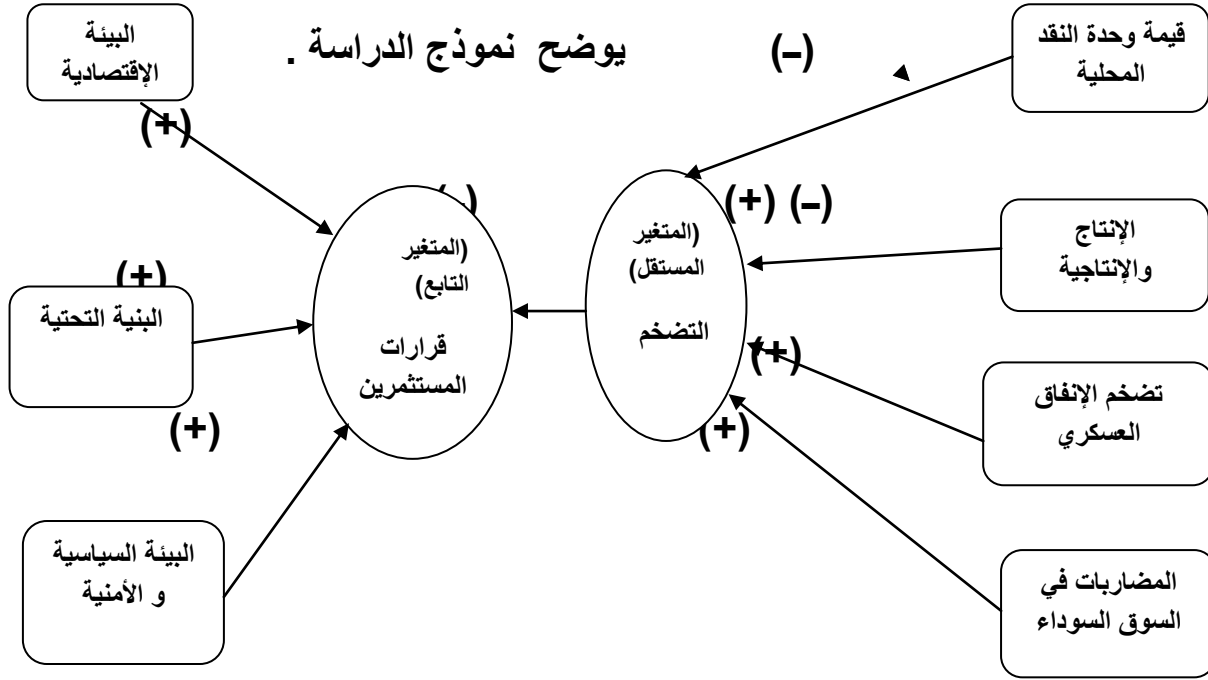 يوضح نموذج الدراسة .
(–)
قيمة وحدة النقد
المحلية
البيئة
الإقتصادية
(+)
(+) (–)
الإنتاج
والإنتاجية
(المتغير
المستقل)
التضخم
(المتغير
التابع)
قرارات
المستثمرين
(+)
البنية التحتية
(+)
(+)
تضخم الإنفاق
العسكري
(+)
البيئة السياسية
و الأمنية
المضاربات في
السوق السوداء